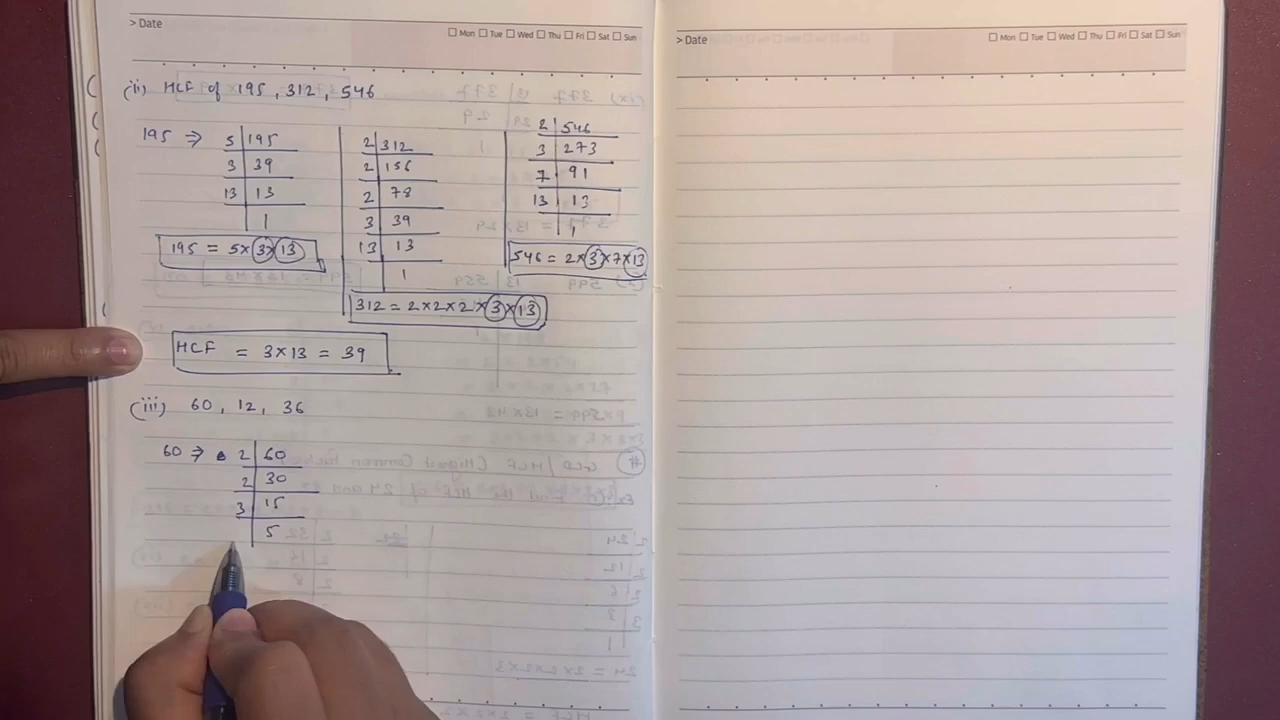 > Date
Mon Tue Wed Thu Fri Sat Sun
(ii) HCF of 195, 312, 546
195 ⇒
5 | 195
3 | 39
13 | 13
1
195 = 5×3×13
2 | 312
2 | 156
2 | 78
3 | 39
13 | 13
1
312 = 2×2×2×3×13
2 | 546
3 | 273
7 | 91
13 | 13
1
546 = 2×3×7×13
HCF = 3×13 = 39
(iii) 60, 12, 36
60 ⇒
2 | 60
2 | 30
3 | 15
5
> Date
Mon Tue Wed Thu Fri Sat Sun